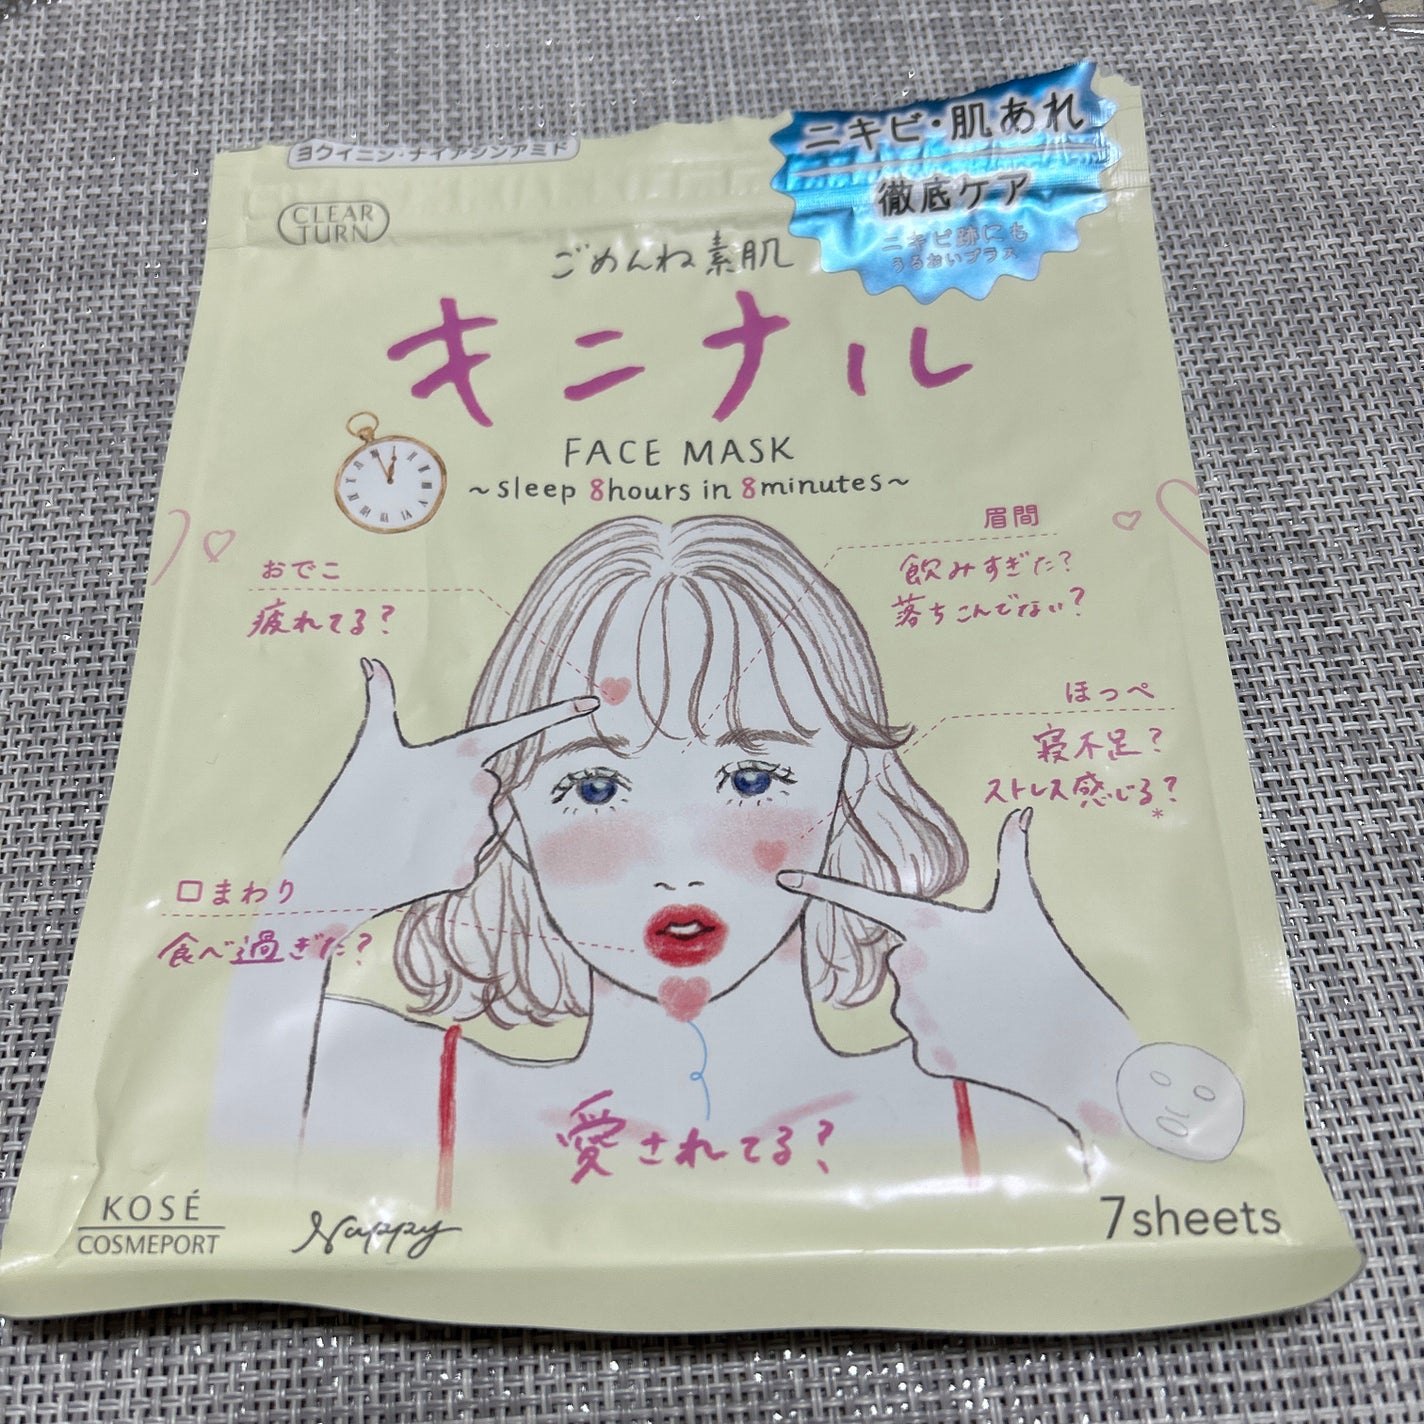 ヨクイニン・ナイアシンアミド
ニキビ・肌あれ
徹底ケア
ニキビ跡にも
うるおいプラス
CLEAR
TURN
ごめんね素肌
キニナル
FACE MASK
~sleep 8hours in 8minutes~
おでこ
疲れてる?
眉間
飲みすぎた?
落ちこんでない?
ほっぺ
寝不足?
ストレス感じる?
*
口まわり
食べ過ぎた?
愛されてる?
KOSÉ
COSMEPORT
Nappy
7sheets